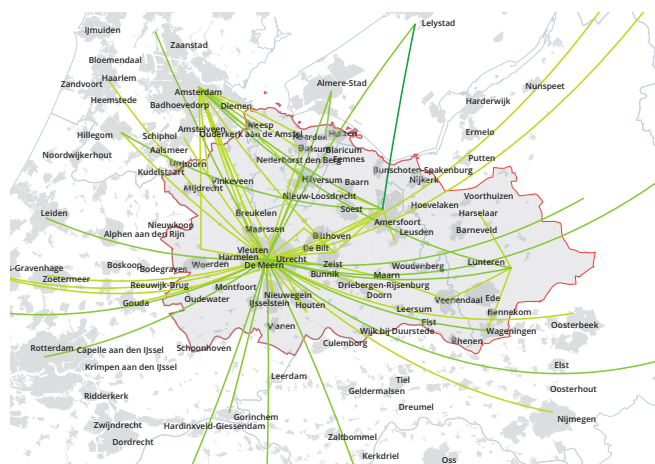 Lelystad
IJmuiden
Zaanstad
Bloemendaal
Haarlem
Almere-Stad
Zandvoort
Amsterdam
Nunspeet
Heemstede
Badhoevedorp
Diemen
Harderwijk
Weesp
Hillegom
Schiphol
Amstelveen
Ouderkerk aan de Amstel
Naarden
Huizen
Ermelo
Aalsmeer
Bussum
Blaricum
Noordwijkerhout
Uithoorn
Nederhorst den Berg
Eemnes
Putten
Kudelstaart
Bunschoten-Spakenburg
Mijdrecht
Vinkeveen
Hilversum
Baarn
Nijkerk
Nieuw-Loosdrecht
Voorthuizen
Leiden
Breukelen
Soest
Hoevelaken
Harselaar
Nieuwkoop
Maarssen
Amersfoort
Alphen aan den Rijn
Bilthoven
Leusden
Barneveld
Vleuten
De Bilt
Harmelen
Utrecht
s-Gravenhage
Boskoop
Bodegraven
Woerden
De Meern
Zeist
Woudenberg
Lunteren
Zoetermeer
Bunnik
Maarn
Reeuwijk-Brug
Montfoort
Driebergen-Rijsenburg
Gouda
Oudewater
Nieuwegein
Doorn
Veenendaal
Ede
IJsselstein
Houten
Leersum
Bennekom
Vianen
Elst
Oosterbeek
Wijk bij Duurstede
Wageningen
Rotterdam
Capelle aan den IJssel
Schoonhoven
Culemborg
Rhenen
Krimpen aan den IJssel
Elst
Leerdam
Tiel
Geldermalsen
Oosterhout
Ridderkerk
Dreumel
Gorinchem
Nijmegen
Zwijndrecht
Hardinxveld-Giessendam
Dordrecht
Zaltbommel
Kerkdriel
Oss